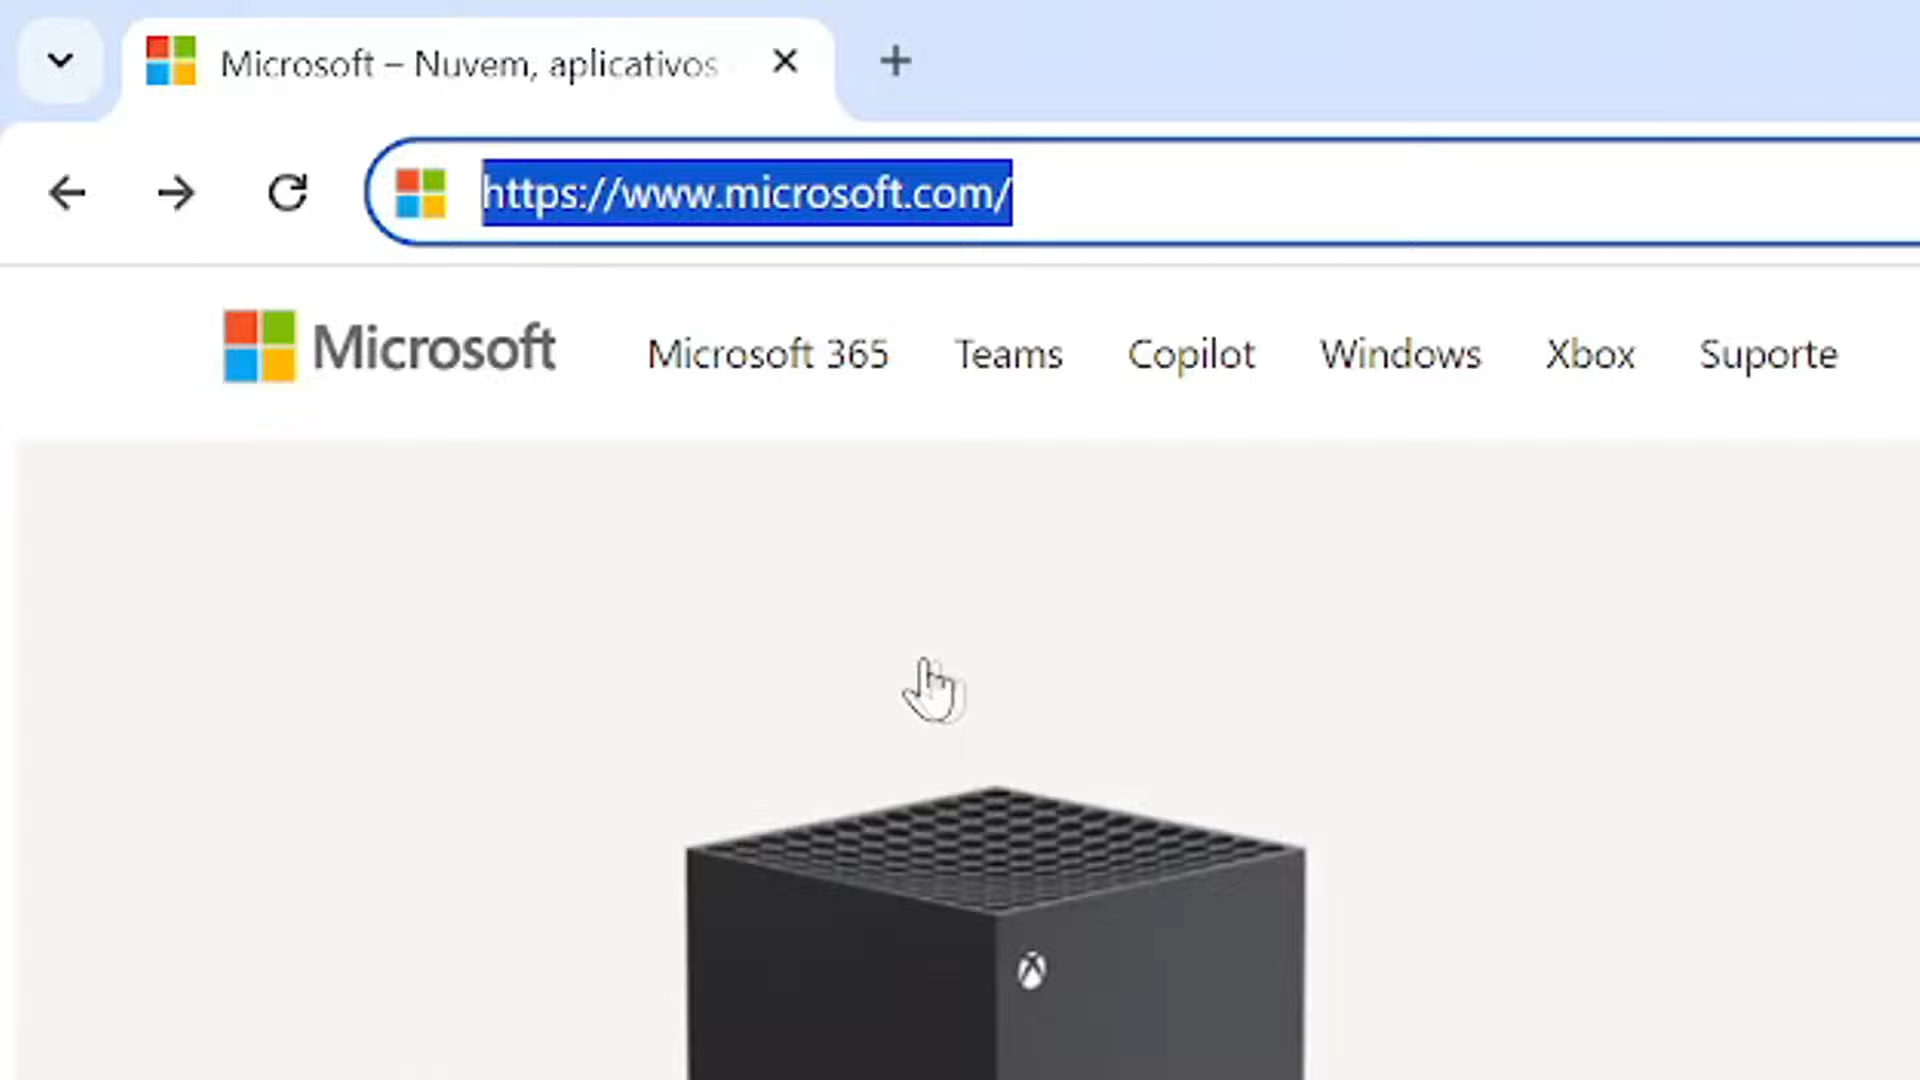 Microsoft – Nuvem, aplicativos
https://www.microsoft.com/
Microsoft Microsoft 365 Teams Copilot Windows Xbox Suporte